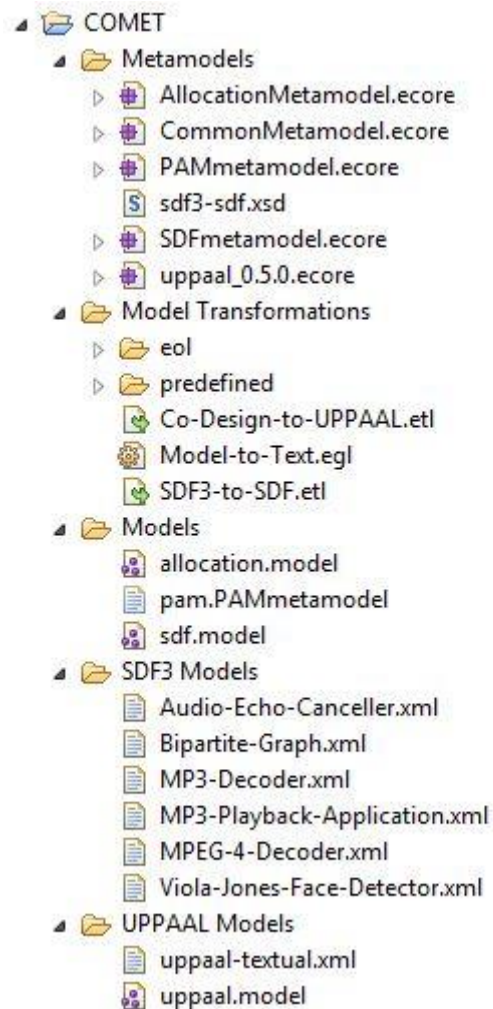 COMET
Metamodels
AllocationMetamodel.ecore
CommonMetamodel.ecore
PAMmetamodel.ecore
sdf3-sdf.xsd
SDFmetamodel.ecore
uppaal_0.5.0.ecore
Model Transformations
eol
predefined
Co-Design-to-UPPAAL.etl
Model-to-Text.egl
SDF3-to-SDF.etl
Models
allocation.model
pam.PAMmetamodel
sdf.model
SDF3 Models
Audio-Echo-Canceller.xml
Bipartite-Graph.xml
MP3-Decoder.xml
MP3-Playback-Application.xml
MPEG-4-Decoder.xml
Viola-Jones-Face-Detector.xml
UPPAAL Models
uppaal-textual.xml
uppaal.model